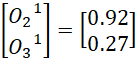 [O₂¹
O₃¹] = [0.92
0.27]